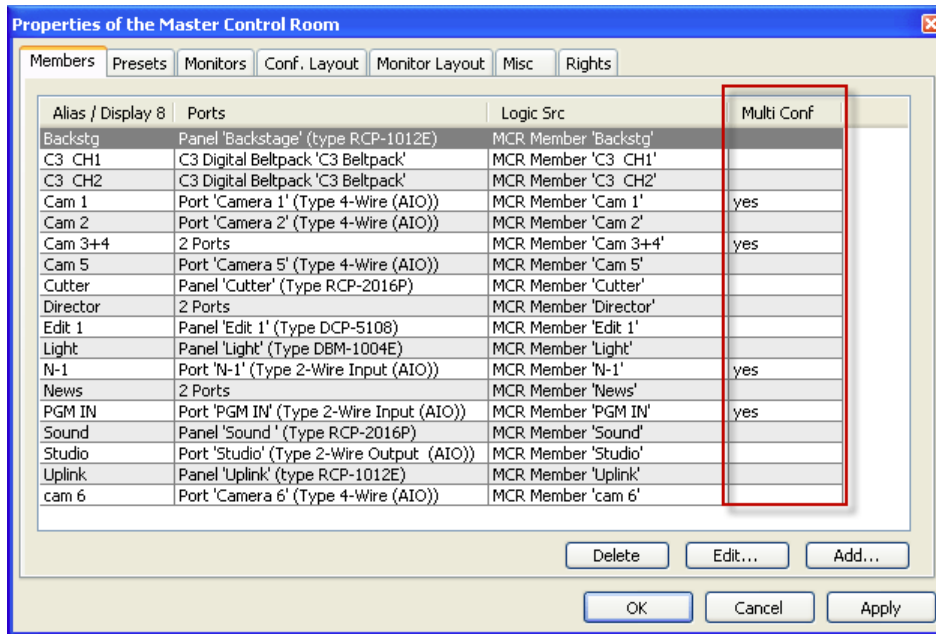 Properties of the Master Control Room
Members Presets Monitors Conf. Layout Monitor Layout Misc Rights
Alias / Display 8 Ports Logic Src Multi Conf
Backstg Panel 'Backstage' (type RCP-1012E) MCR Member 'Backstg'
C3 CH1 C3 Digital Beltpack 'C3 Beltpack' MCR Member 'C3 CH1'
C3 CH2 C3 Digital Beltpack 'C3 Beltpack' MCR Member 'C3 CH2'
Cam 1 Port 'Camera 1' (Type 4-Wire (AIO)) MCR Member 'Cam 1' yes
Cam 2 Port 'Camera 2' (Type 4-Wire (AIO)) MCR Member 'Cam 2'
Cam 3+4 2 Ports MCR Member 'Cam 3+4' yes
Cam 5 Port 'Camera 5' (Type 4-Wire (AIO)) MCR Member 'Cam 5'
Cutter Panel 'Cutter' (Type RCP-2016P) MCR Member 'Cutter'
Director 2 Ports MCR Member 'Director'
Edit 1 Panel 'Edit 1' (Type DCP-5108) MCR Member 'Edit 1'
Light Panel 'Light' (Type DBM-1004E) MCR Member 'Light'
N-1 Port 'N-1' (Type 2-Wire Input (AIO)) MCR Member 'N-1' yes
News 2 Ports MCR Member 'News'
PGM IN Port 'PGM IN' (Type 2-Wire Input (AIO)) MCR Member 'PGM IN' yes
Sound Panel 'Sound ' (Type RCP-2016P) MCR Member 'Sound'
Studio Port 'Studio' (Type 2-Wire Output (AIO)) MCR Member 'Studio'
Uplink Panel 'Uplink' (type RCP-1012E) MCR Member 'Uplink'
cam 6 Port 'Camera 6' (Type 4-Wire (AIO)) MCR Member 'cam 6'
Delete Edit... Add...
OK Cancel Apply